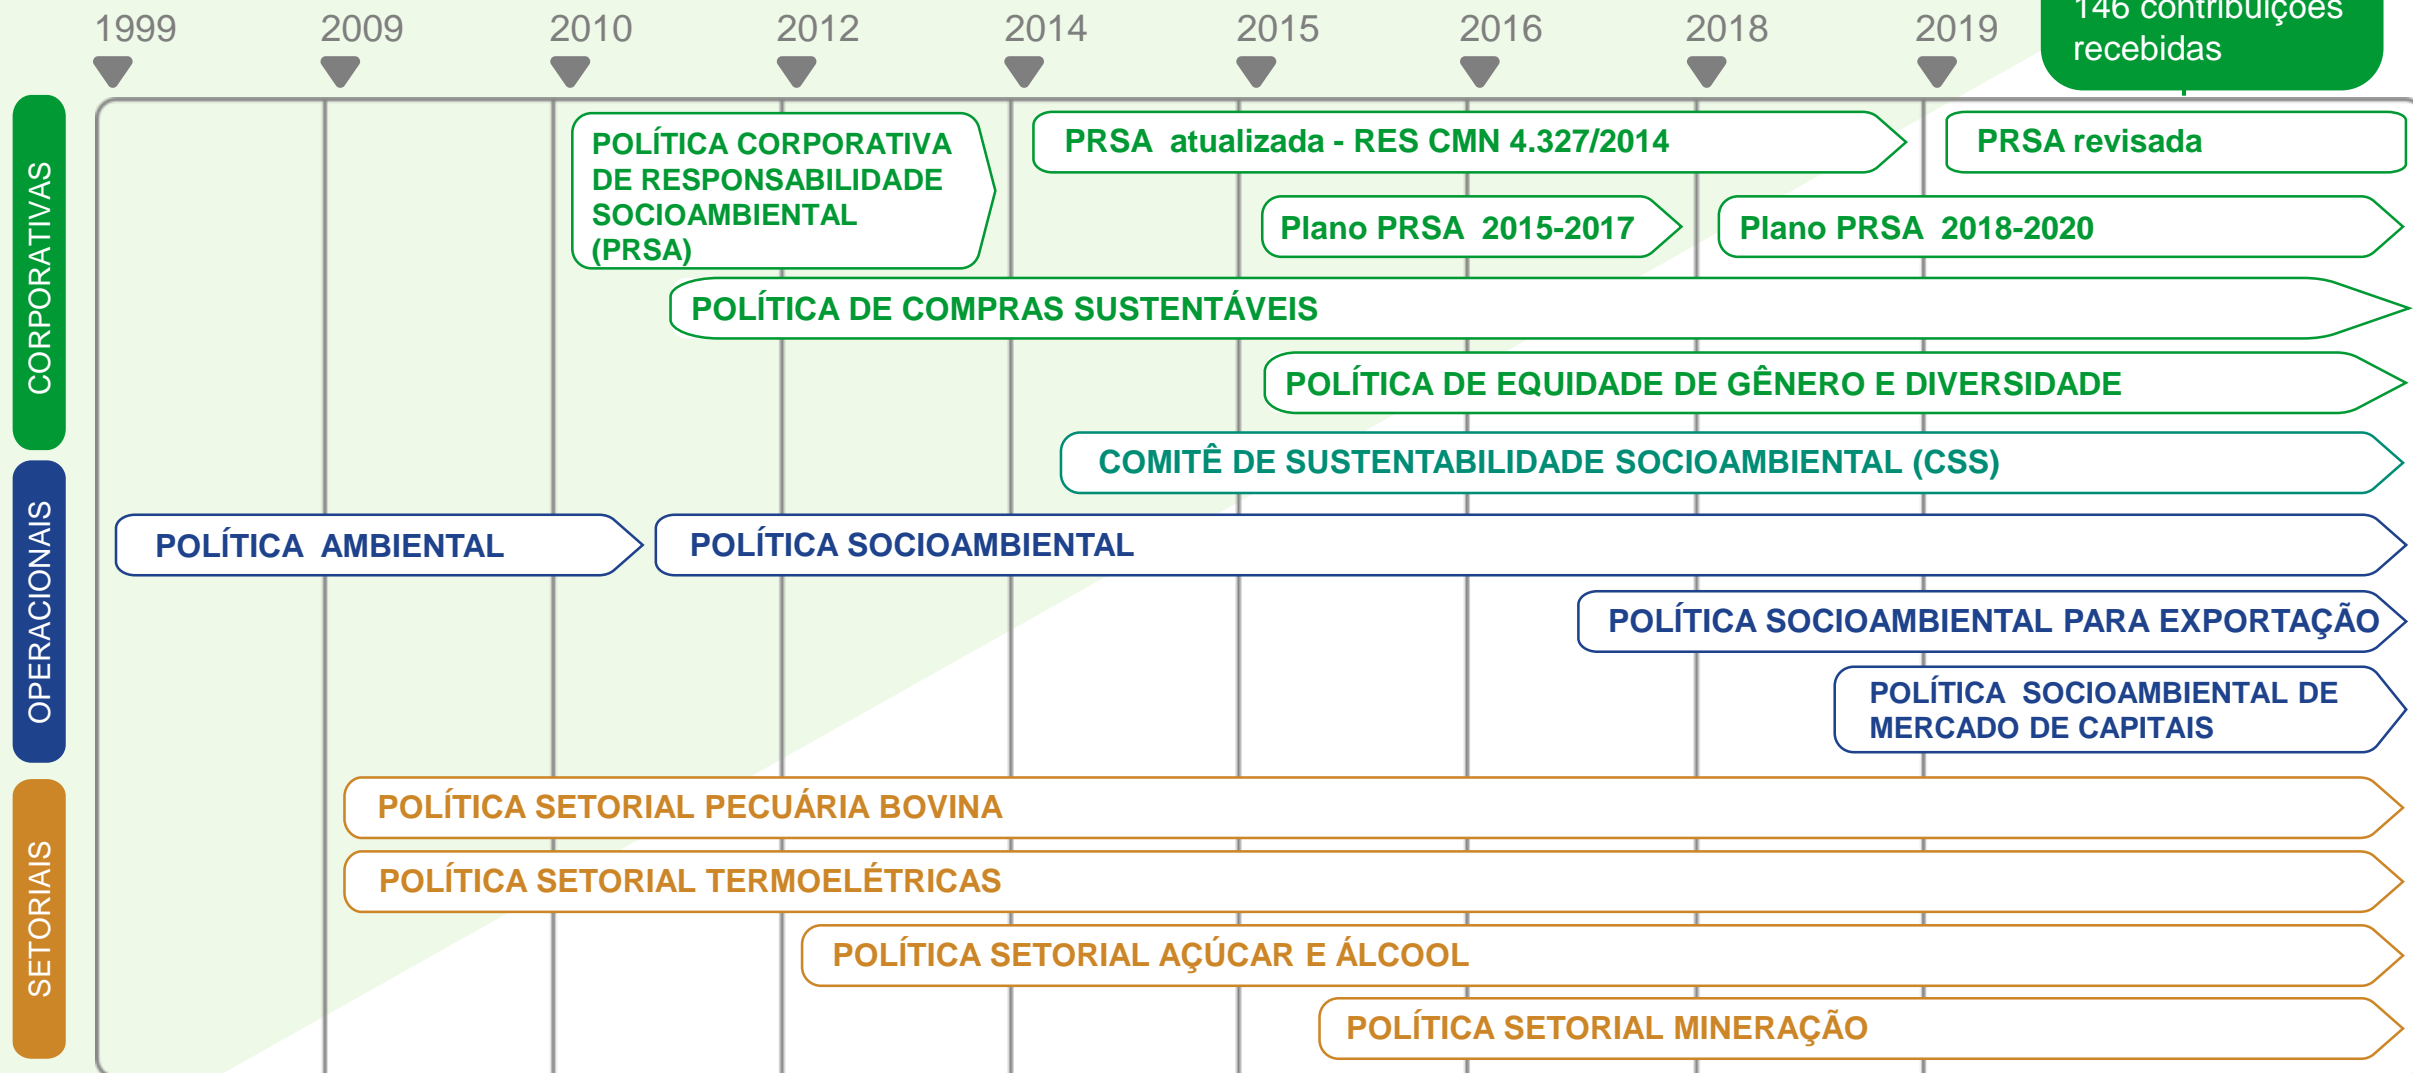 1999 2009 2010 2012 2014 2015 2016 2018 2019
146 contribuições
recebidas
CORPORATIVAS
POLÍTICA CORPORATIVA
DE RESPONSABILIDADE
SOCIOAMBIENTAL
(PRSA)
PRSA atualizada - RES CMN 4.327/2014
PRSA revisada
Plano PRSA 2015-2017
Plano PRSA 2018-2020
POLÍTICA DE COMPRAS SUSTENTÁVEIS
POLÍTICA DE EQUIDADE DE GÊNERO E DIVERSIDADE
COMITÊ DE SUSTENTABILIDADE SOCIOAMBIENTAL (CSS)
OPERACIONAIS
POLÍTICA AMBIENTAL
POLÍTICA SOCIOAMBIENTAL
POLÍTICA SOCIOAMBIENTAL PARA EXPORTAÇÃO
POLÍTICA SOCIOAMBIENTAL DE
MERCADO DE CAPITAIS
SETORIAIS
POLÍTICA SETORIAL PECUÁRIA BOVINA
POLÍTICA SETORIAL TERMOELÉTRICAS
POLÍTICA SETORIAL AÇÚCAR E ÁLCOOL
POLÍTICA SETORIAL MINERAÇÃO